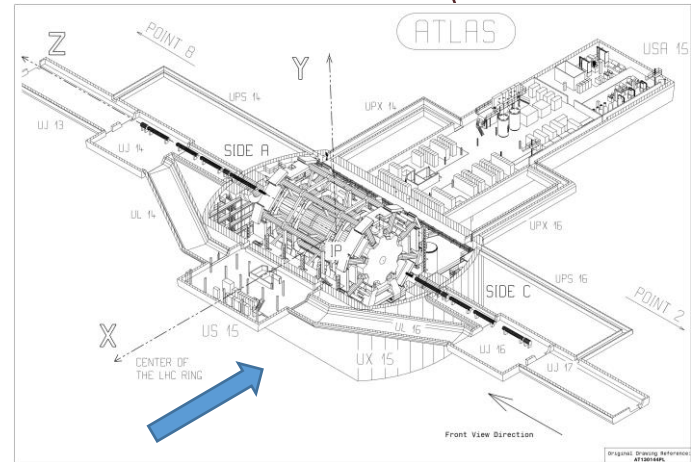 ATLAS
Z
POINT 8
Y
USA 15
UPS 14
UPX 14
UJ 13
UJ 14
SIDE A
UL 14
UPX 16
IP
UPS 16
SIDE C
POINT 2
X
US 15
UL 16
UJ 16
CENTER OF
THE LHC RING
UX 15
UJ 17
Front View Direction
Original Drawing Reference: